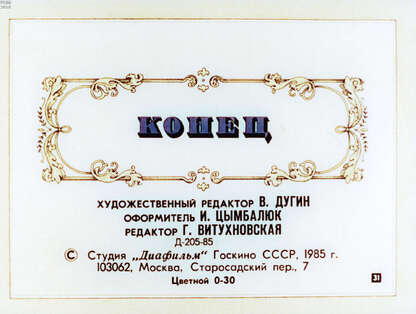 КОНЕЦ
ХУДОЖЕСТВЕННЫЙ РЕДАКТОР В. ДУГИН
ОФОРМИТЕЛЬ И. ЦЫМБАЛЮК
РЕДАКТОР Г. ВИТУХНОВСКАЯ
Д-205-85
© Студия „Диафильм" Госкино СССР, 1985 г.
103062, Москва, Старосадский пер., 7
Цветной 0-30
31